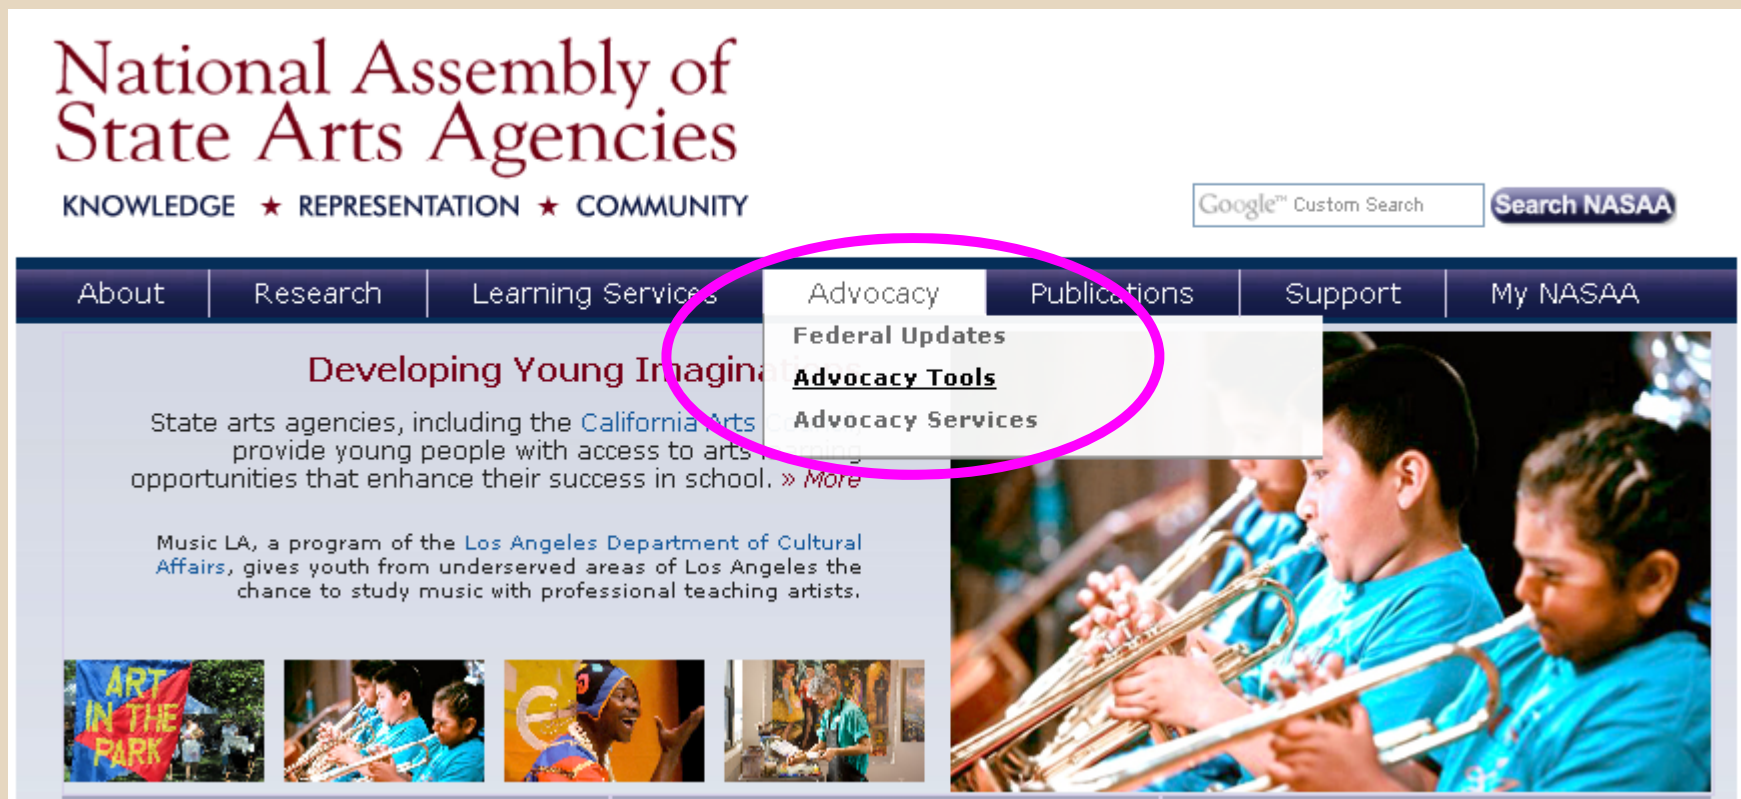 National Assembly of
State Arts Agencies
KNOWLEDGE ★ REPRESENTATION ★ COMMUNITY
Google™ Custom Search
Search NASAA
About
Research
Learning Services
Advocacy
Publications
Support
My NASAA
Federal Updates
Advocacy Tools
Advocacy Services
Developing Young Imaginations
State arts agencies, including the California Arts
provide young people with access to arts learning
opportunities that enhance their success in school. » More
Music LA, a program of the Los Angeles Department of Cultural
Affairs, gives youth from underserved areas of Los Angeles the
chance to study music with professional teaching artists.
ART
IN THE
PARK